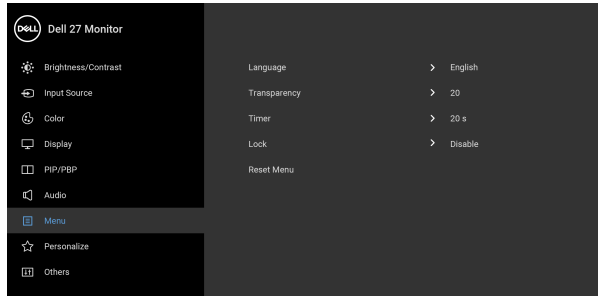 DELL Dell 27 Monitor
Brightness/Contrast
Language English
Input Source
Transparency 20
Color
Timer 20 s
Display
Lock Disable
PIP/PBP
Reset Menu
Audio
Menu
Personalize
Others